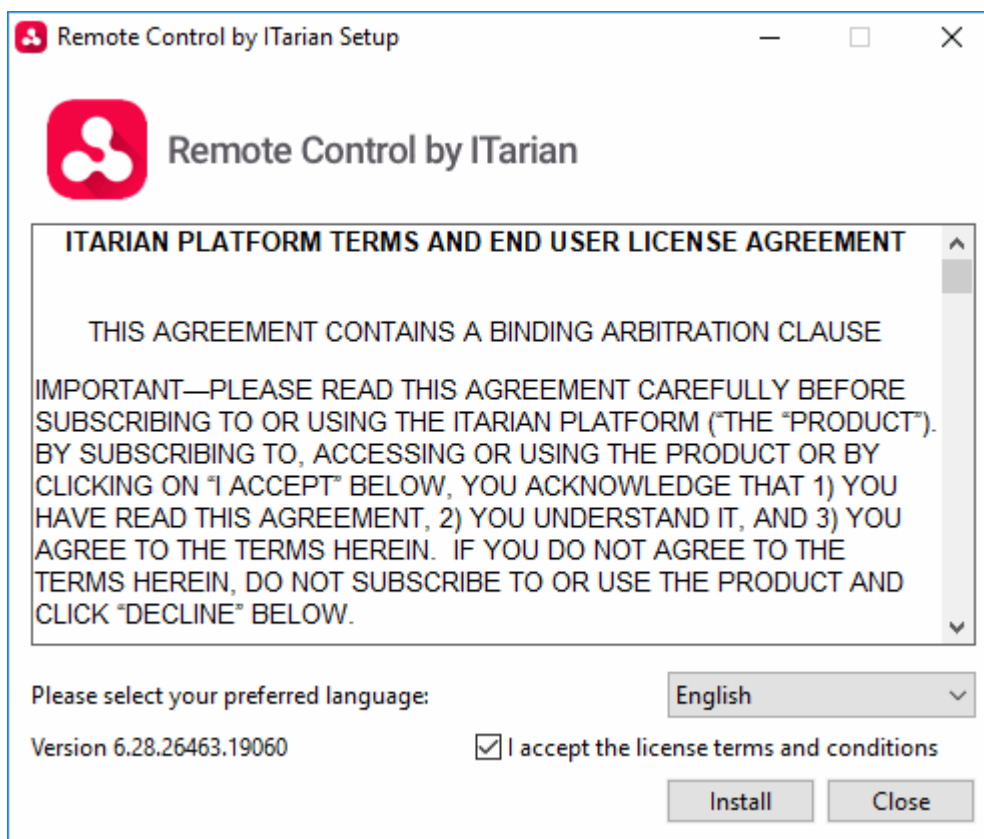 Remote Control by ITarian Setup
Remote Control by ITarian
ITARIAN PLATFORM TERMS AND END USER LICENSE AGREEMENT
THIS AGREEMENT CONTAINS A BINDING ARBITRATION CLAUSE
IMPORTANT—PLEASE READ THIS AGREEMENT CAREFULLY BEFORE
SUBSCRIBING TO OR USING THE ITARIAN PLATFORM (“THE “PRODUCT”).
BY SUBSCRIBING TO, ACCESSING OR USING THE PRODUCT OR BY
CLICKING ON “I ACCEPT” BELOW, YOU ACKNOWLEDGE THAT 1) YOU
HAVE READ THIS AGREEMENT, 2) YOU UNDERSTAND IT, AND 3) YOU
AGREE TO THE TERMS HEREIN.  IF YOU DO NOT AGREE TO THE
TERMS HEREIN, DO NOT SUBSCRIBE TO OR USE THE PRODUCT AND
CLICK “DECLINE” BELOW.
Please select your preferred language:
English
Version 6.28.26463.19060
I accept the license terms and conditions
Install
Close